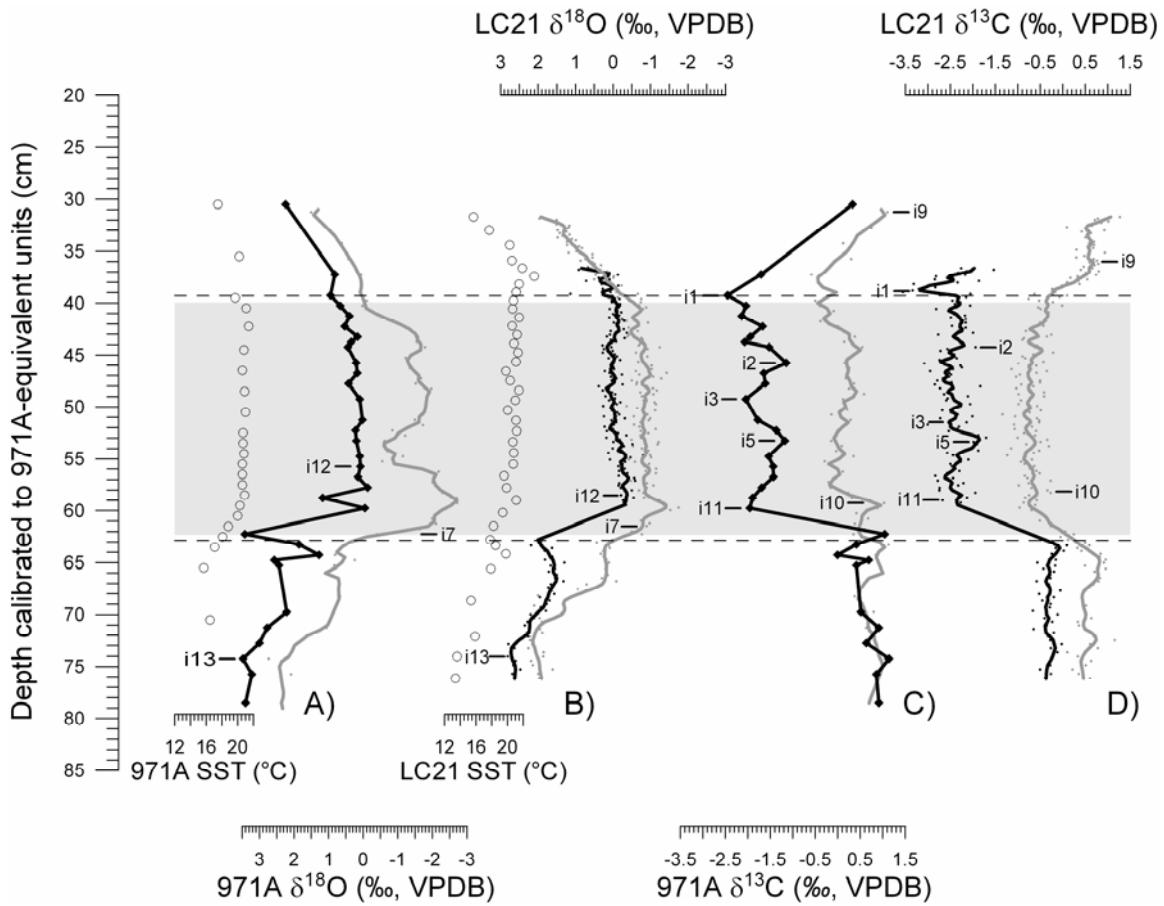 LC21 δ18O (‰, VPDB) LC21 δ13C (‰, VPDB)
3 2 1 0 -1 -2 -3 -3.5 -2.5 -1.5 -0.5 0.5 1.5
Depth calibrated to 971A-equivalent units (cm)
20
25
30
35
40
45
50
55
60
65
70
75
80
85
i9
i9
i1 i1
i2 i2
i3 i3
i5 i5
i12 i12 i11 i10 i11 i10
i7 i7
i13 i13
A) B) C) D)
12 16 20 12 16 20
971A SST (°C) LC21 SST (°C)
3 2 1 0 -1 -2 -3 -3.5 -2.5 -1.5 -0.5 0.5 1.5
971A δ18O (‰, VPDB) 971A δ13C (‰, VPDB)